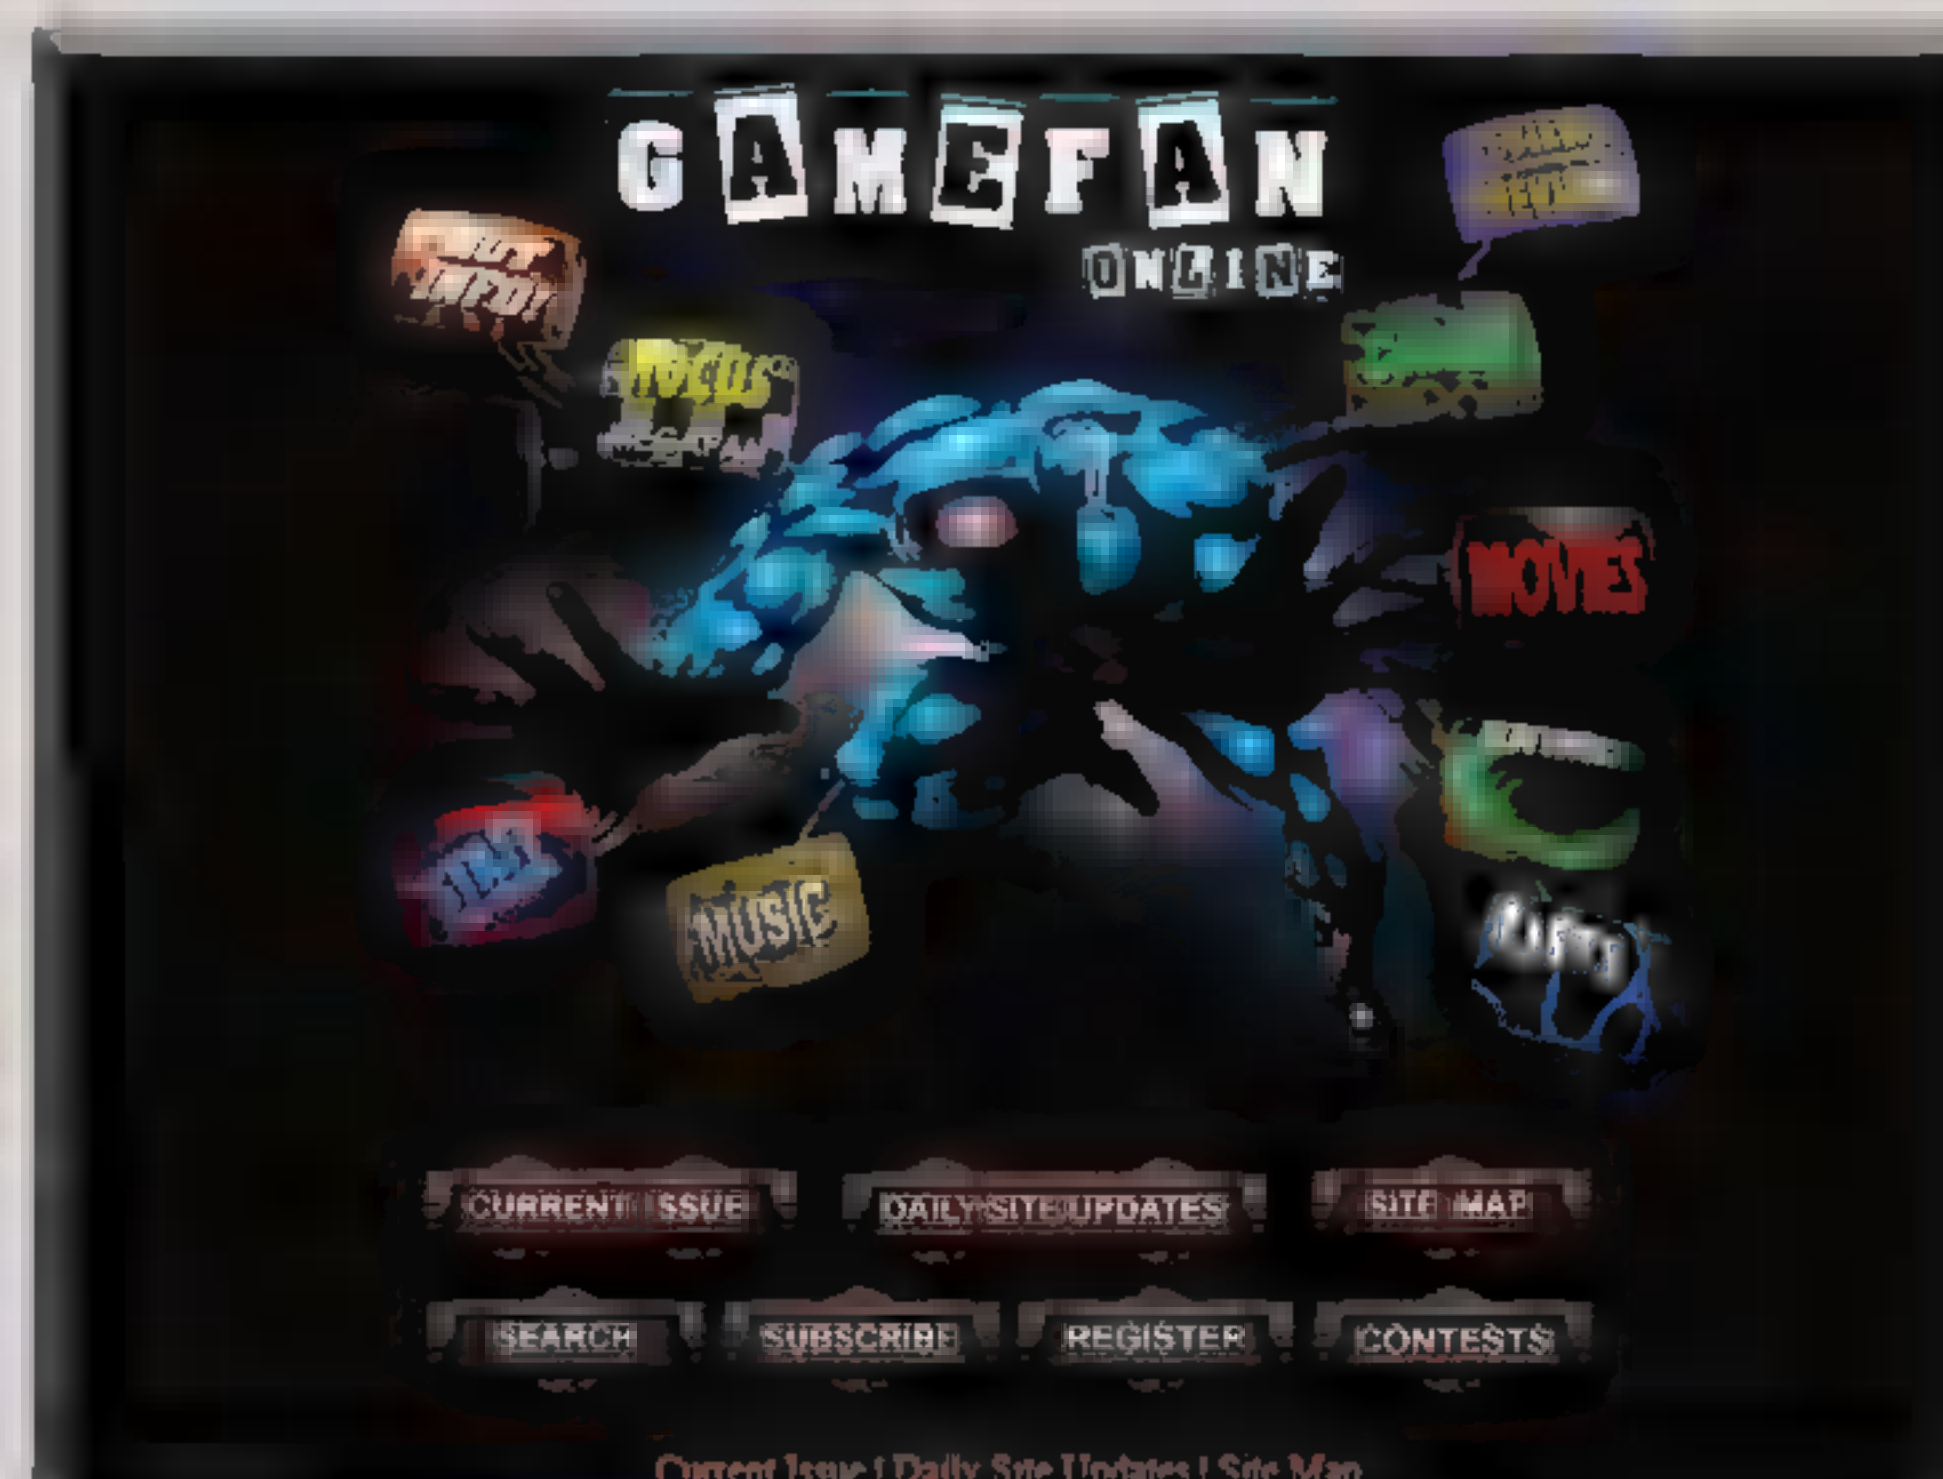 GAMEFAN
ONLINE
FOCUS
MOVIES
MUSIC
CURRENT ISSUE
DAILY SITE UPDATES
SITE MAP
SEARCH
SUBSCRIBE
REGISTER
CONTESTS
Current Issue | Daily Site Updates | Site Map